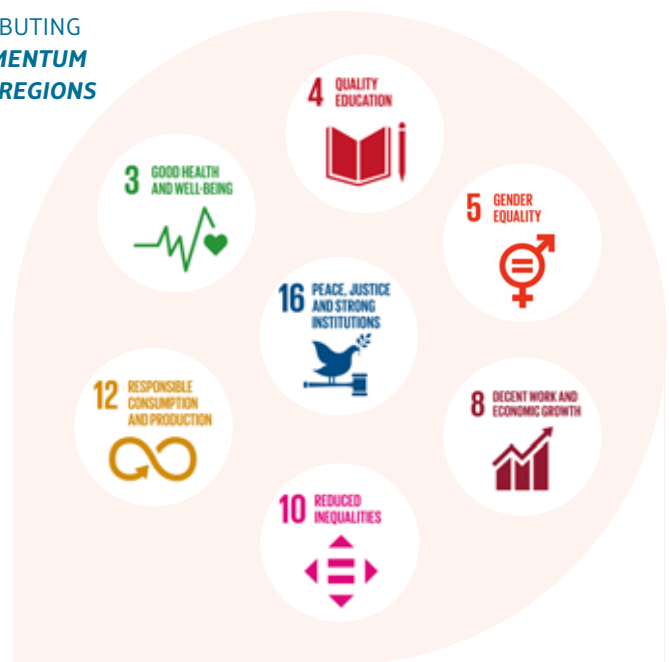 BUTING
MENTUM
REGIONS
4 QUALITY
EDUCATION
3 GOOD HEALTH
AND WELL-BEING
5 GENDER
EQUALITY
16 PEACE, JUSTICE
AND STRONG
INSTITUTIONS
12 RESPONSIBLE
CONSUMPTION
AND PRODUCTION
8 DECENT WORK AND
ECONOMIC GROWTH
10 REDUCED
INEQUALITIES